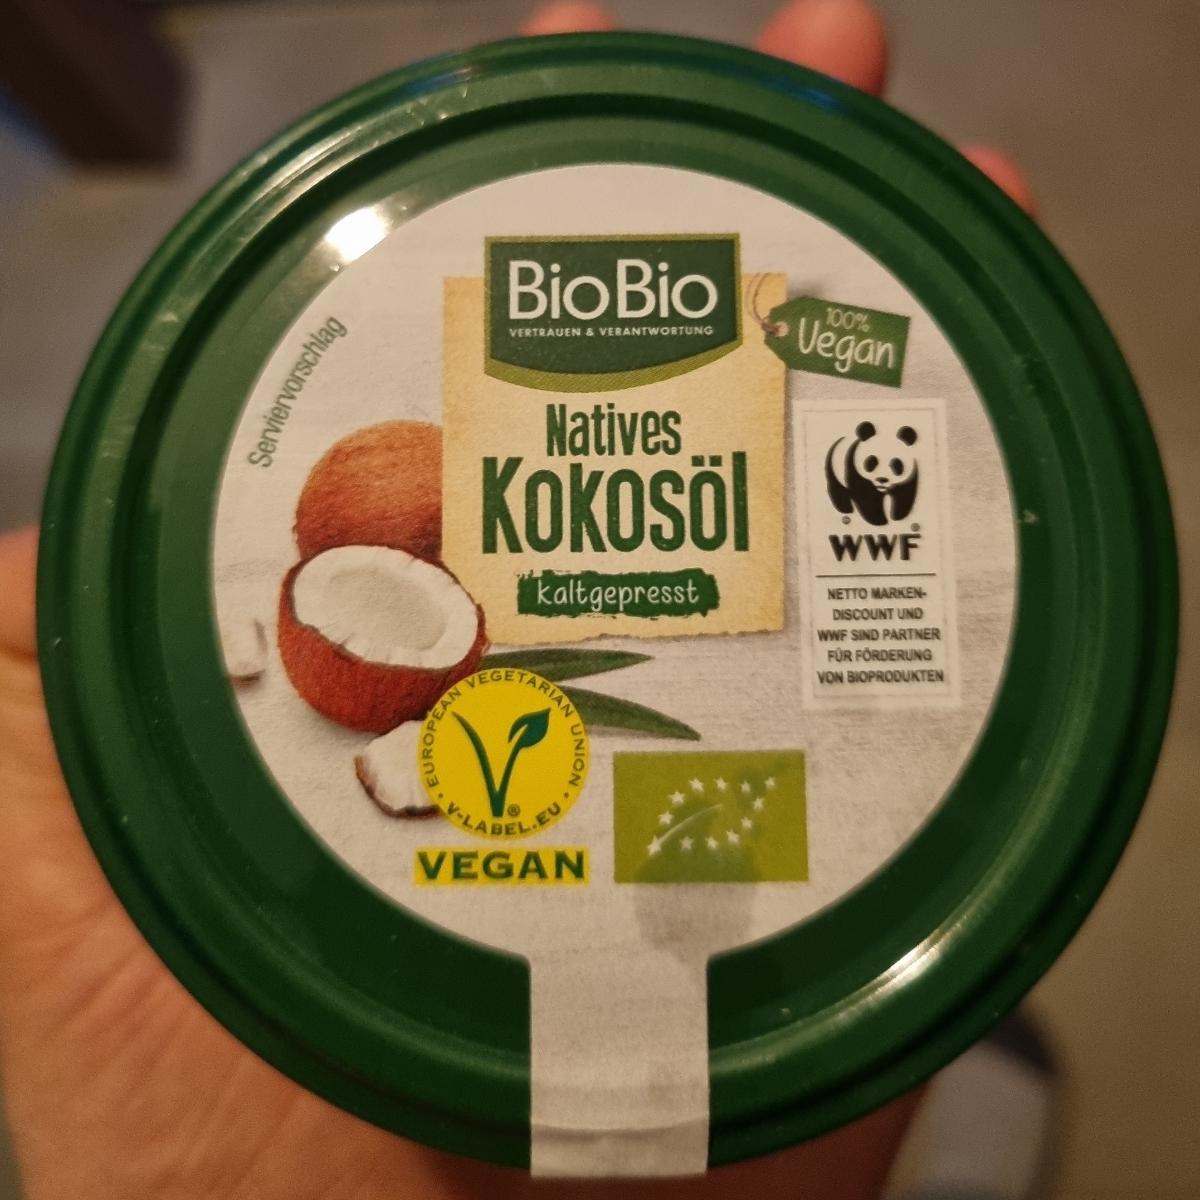 BioBio
VERTRAUEN & VERANTWORTUNG
100%
Vegan
Serviervorschlag
Natives
Kokosöl
kaltgepresst
®
WWF
NETTO MARKEN-
DISCOUNT UND
WWF SIND PARTNER
FÜR FÖRDERUNG
VON BIOPRODUKTEN
EUROPEAN VEGETARIAN UNION
· V-LABEL.EU ·
®
VEGAN